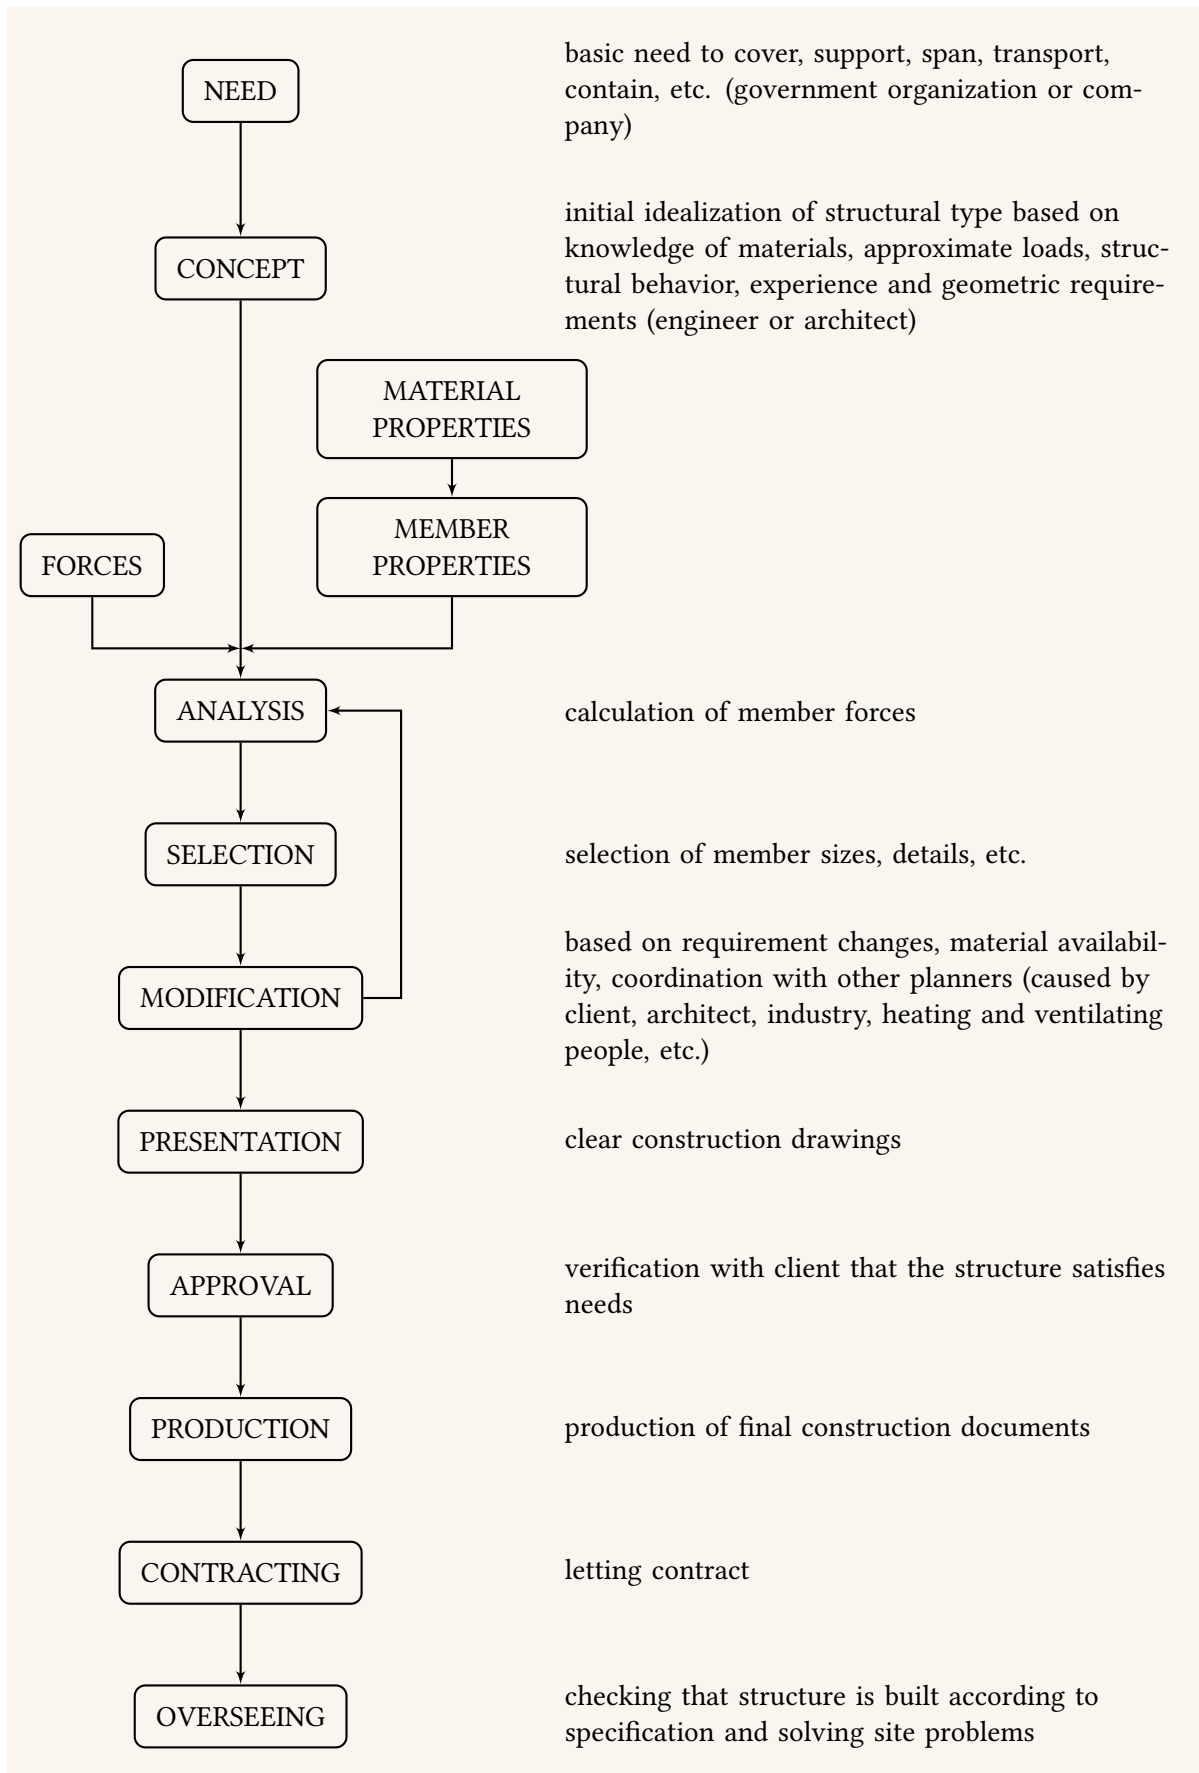 NEED
basic need to cover, support, span, transport,
contain, etc. (government organization or com-
pany)
CONCEPT
initial idealization of structural type based on
knowledge of materials, approximate loads, struc-
tural behavior, experience and geometric require-
ments (engineer or architect)
MATERIAL
PROPERTIES
MEMBER
PROPERTIES
FORCES
ANALYSIS
calculation of member forces
SELECTION
selection of member sizes, details, etc.
MODIFICATION
based on requirement changes, material availabil-
ity, coordination with other planners (caused by
client, architect, industry, heating and ventilating
people, etc.)
PRESENTATION
clear construction drawings
APPROVAL
verification with client that the structure satisfies
needs
PRODUCTION
production of final construction documents
CONTRACTING
letting contract
OVERSEEING
checking that structure is built according to
specification and solving site problems